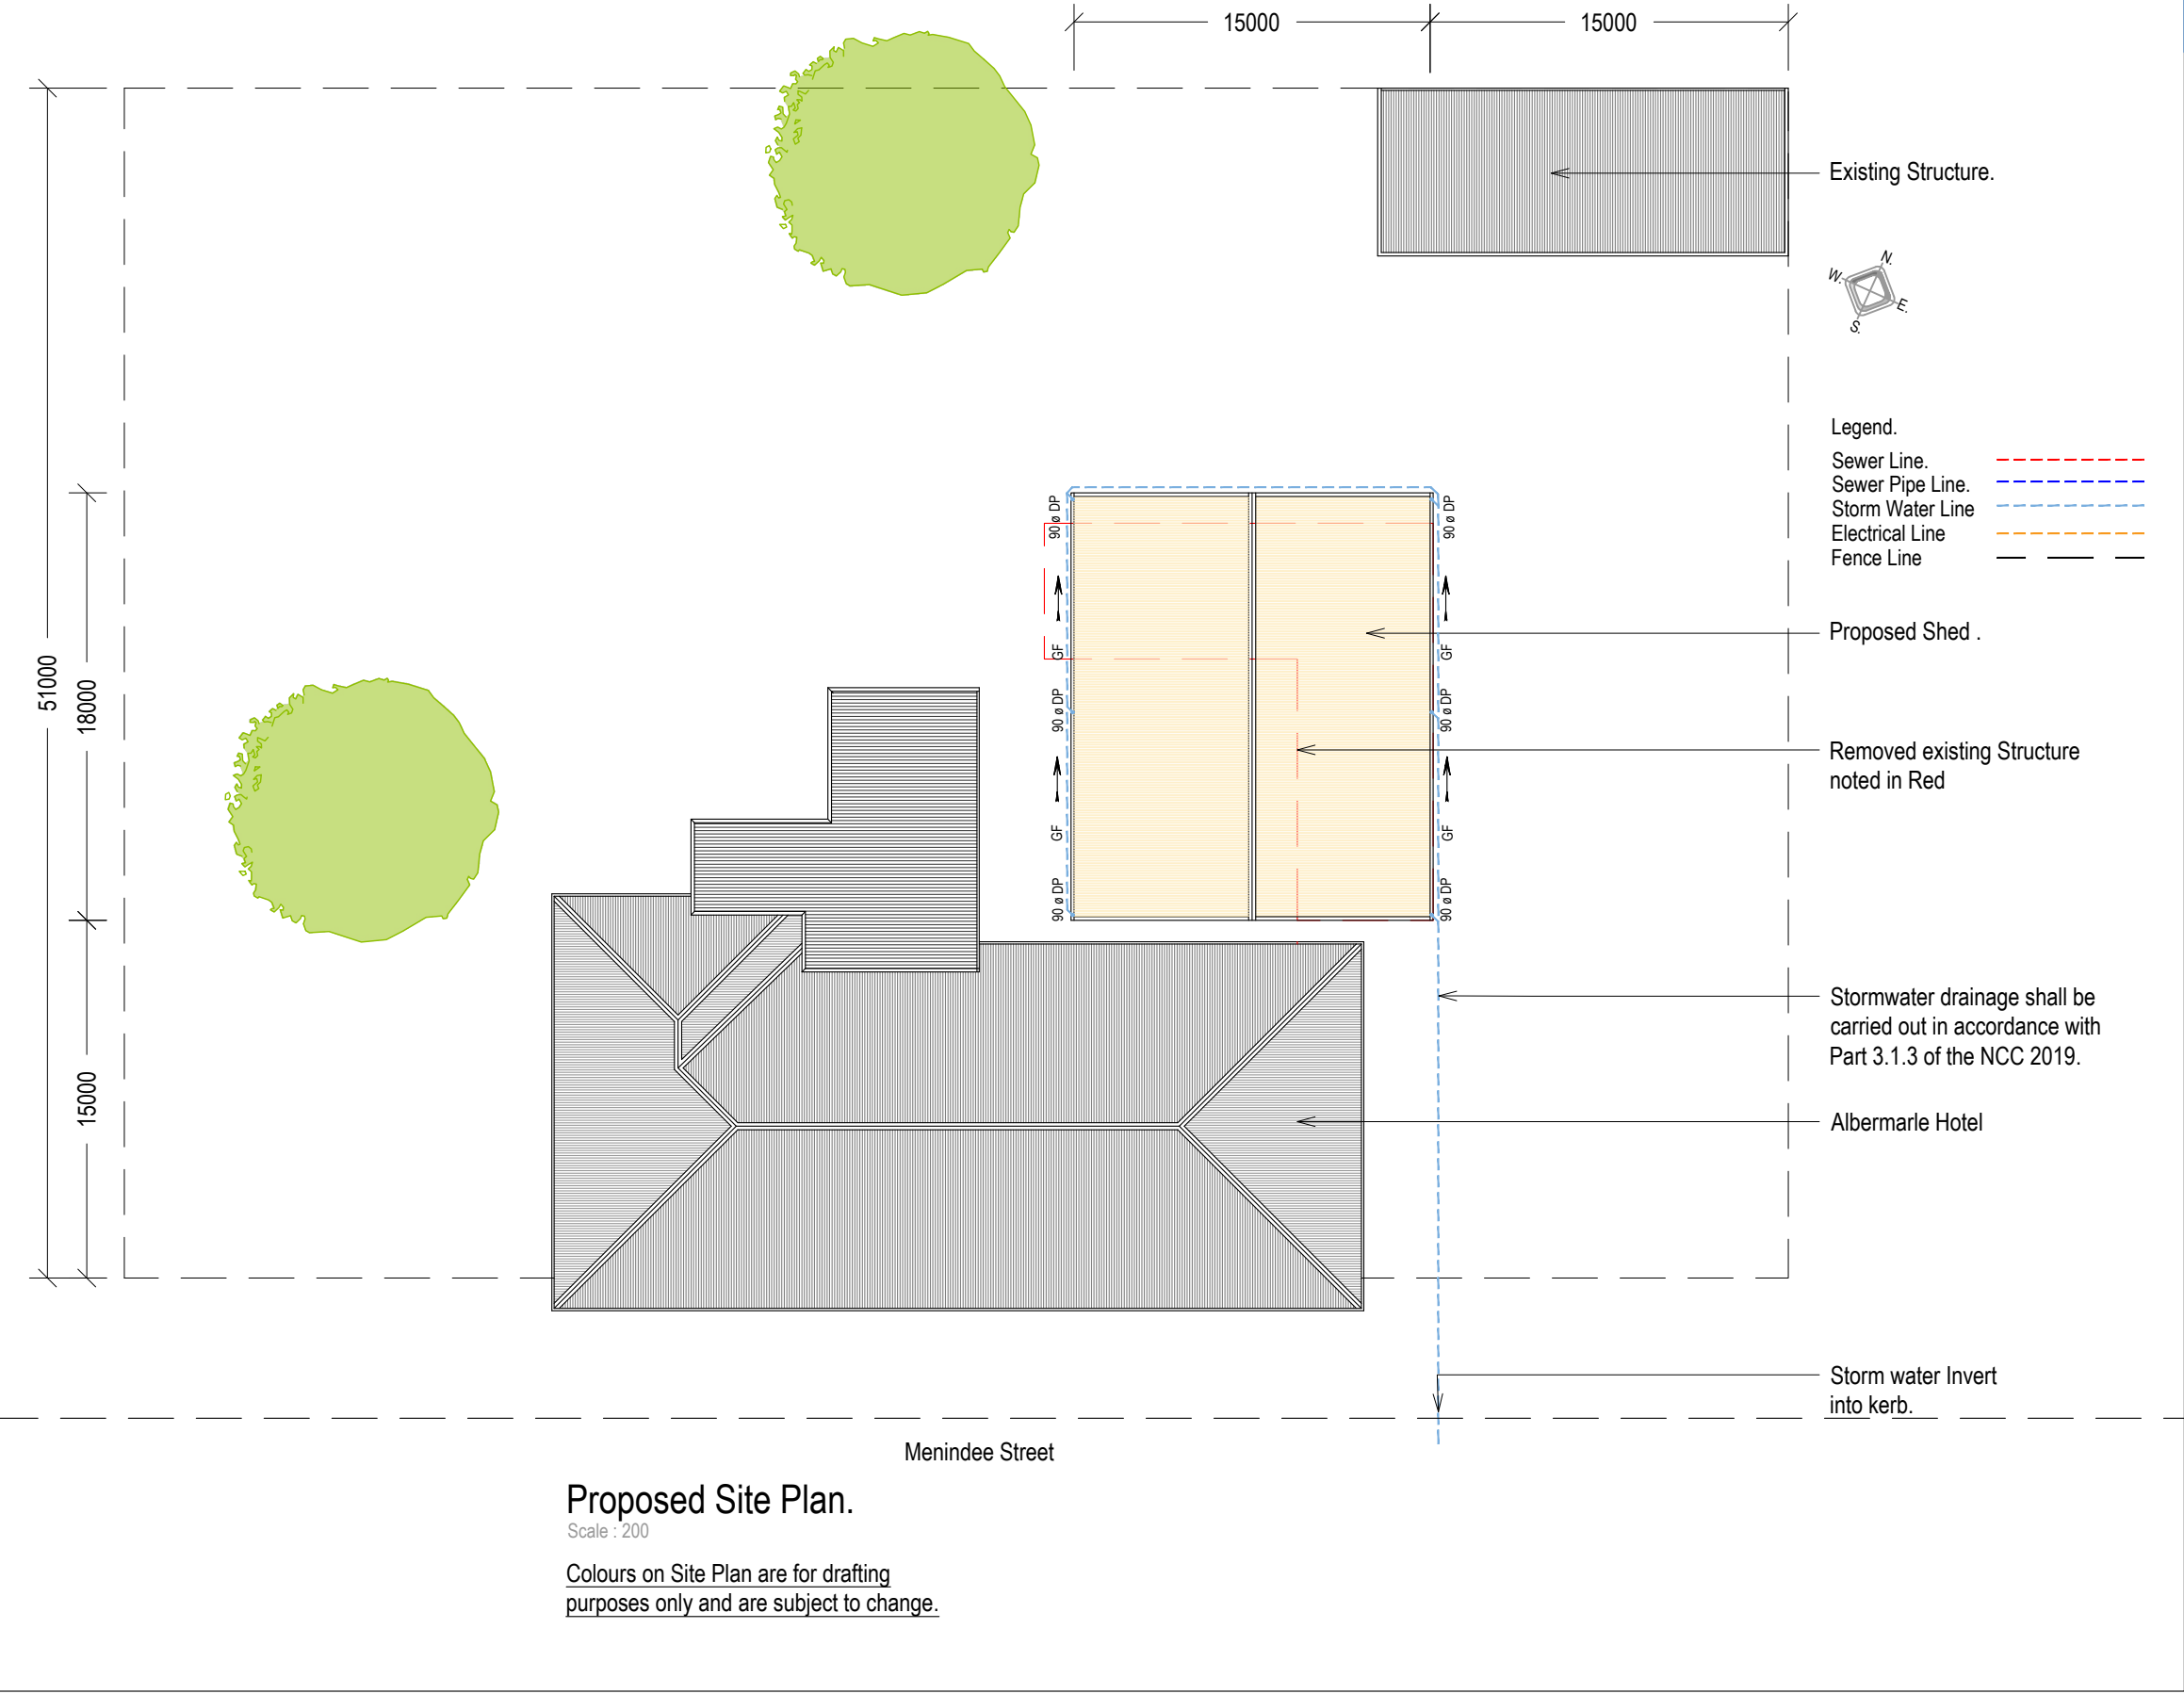 15000
15000
Existing Structure.
N.
W.
E.
S.
Legend.
Sewer Line.
Sewer Pipe Line.
Storm Water Line
Electrical Line
Fence Line
90 ø DP
90 ø DP
Proposed Shed .
GF
GF
51000
18000
90 ø DP
90 ø DP
Removed existing Structure
noted in Red
GF
GF
90 ø DP
90 ø DP
Stormwater drainage shall be
carried out in accordance with
Part 3.1.3 of the NCC 2019.
15000
Albermarle Hotel
Storm water Invert
into kerb.
Menindee Street
Proposed Site Plan.
Scale : 200
Colours on Site Plan are for drafting
purposes only and are subject to change.